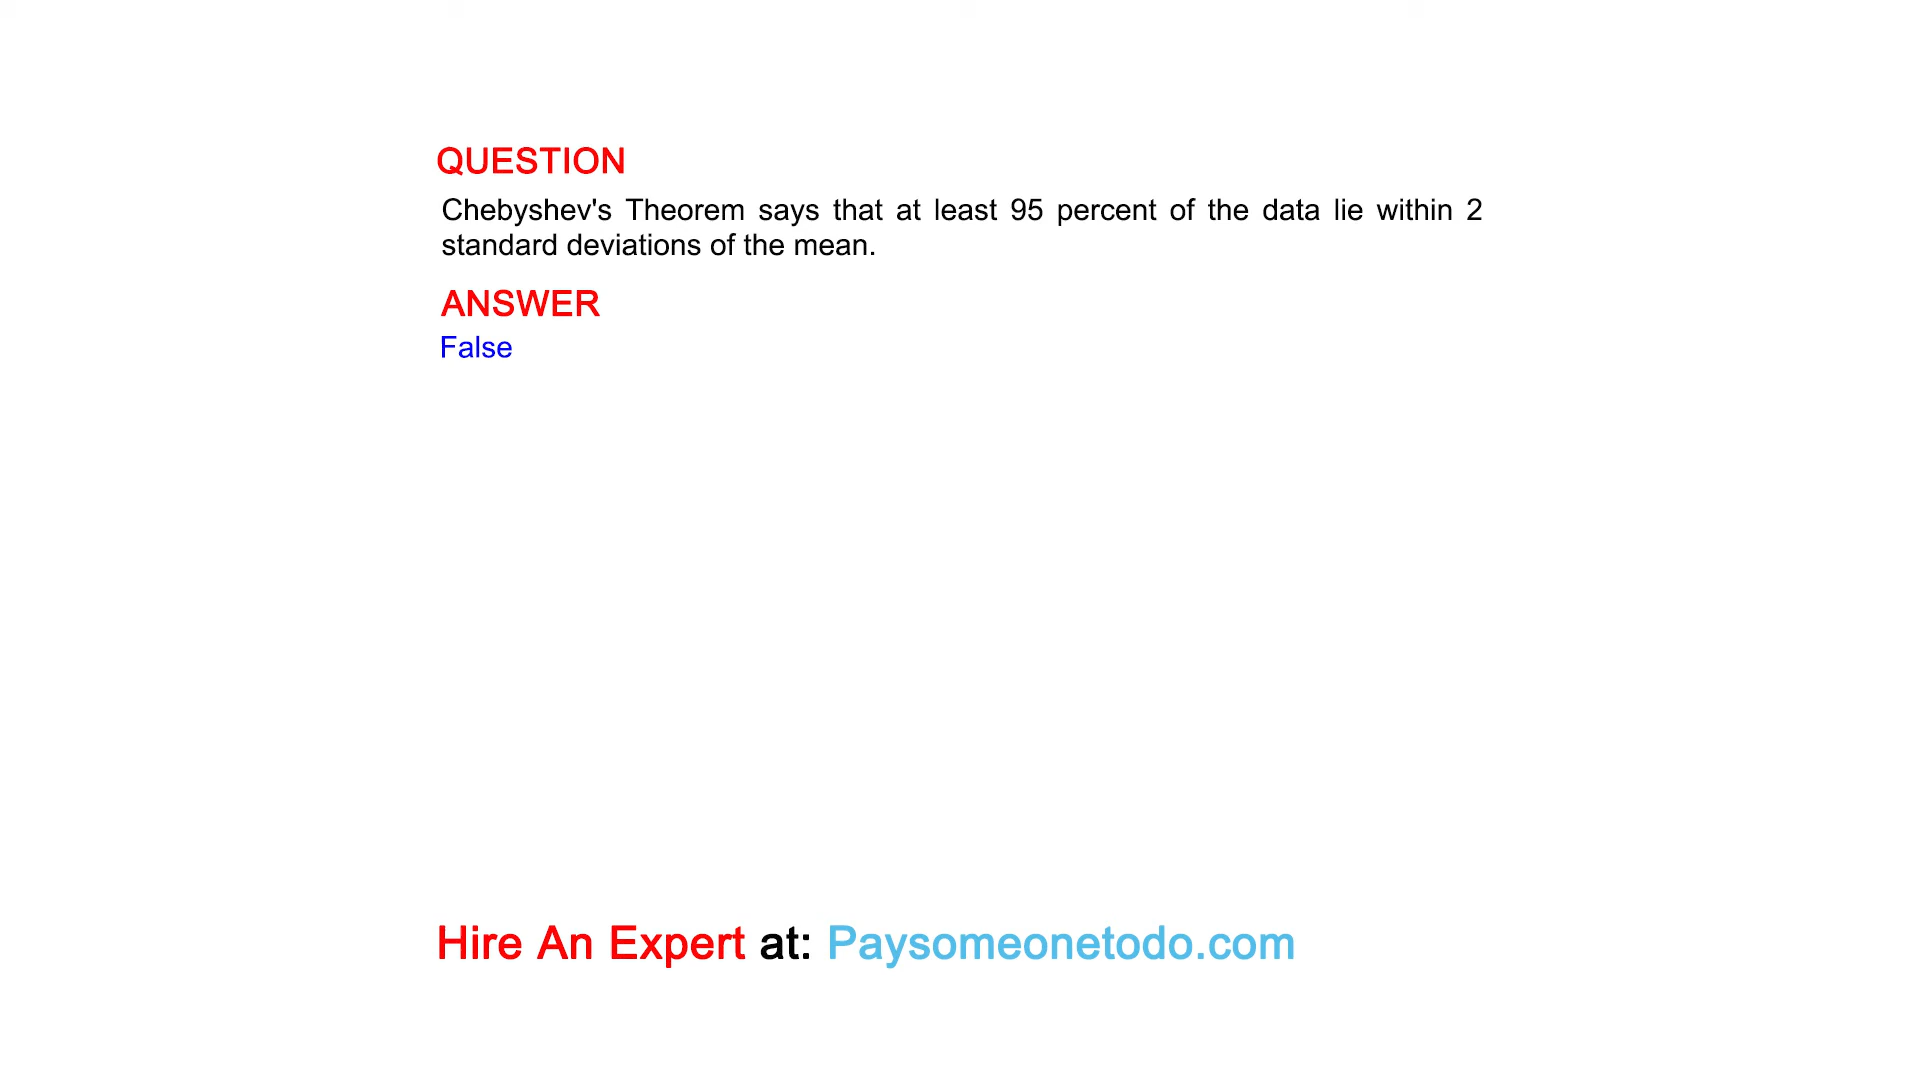 QUESTION
Chebyshev's Theorem says that at least 95 percent of the data lie within 2
standard deviations of the mean.
ANSWER
False
Hire An Expert at: Paysomeonetodo.com